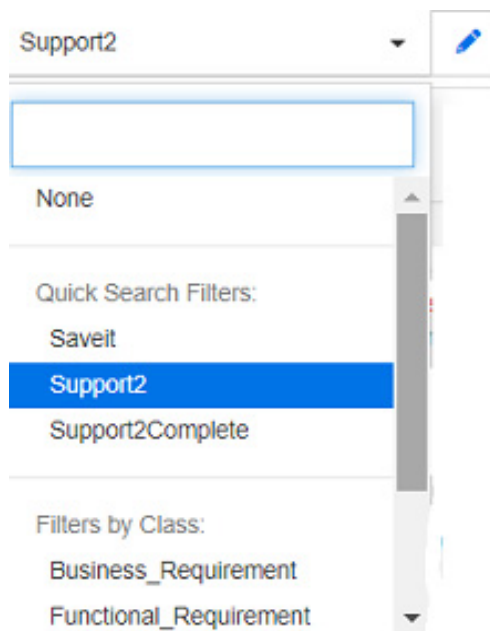 Support2
None
Quick Search Filters:
Saveit
Support2
Support2Complete
Filters by Class:
Business_Requirement
Functional_Requirement